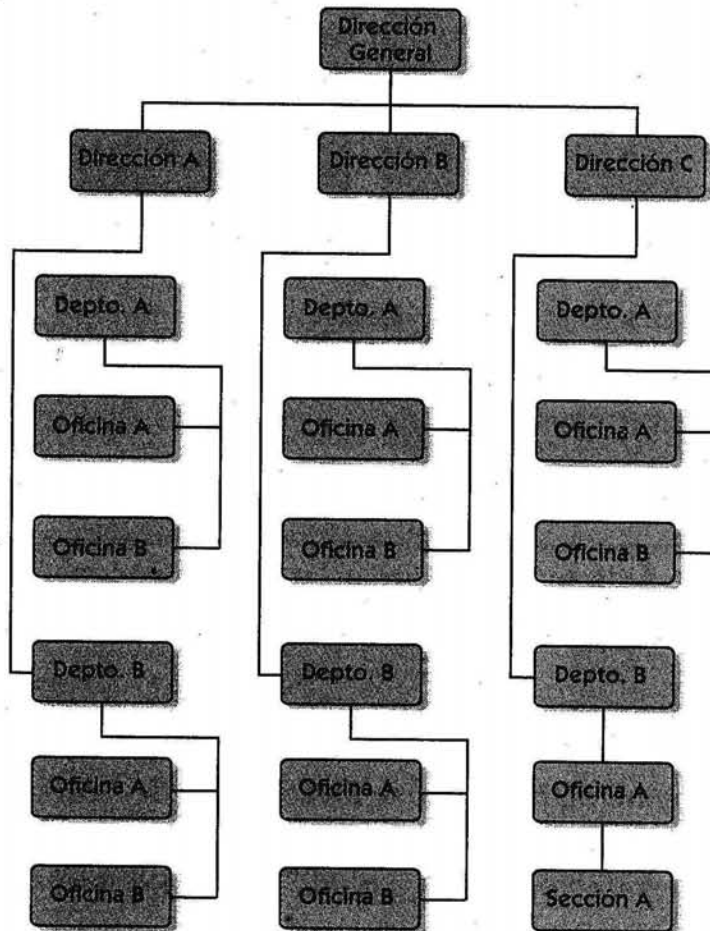 Dirección
General
Dirección A
Dirección B
Dirección C
Depto. A
Depto. A
Depto. A
Oficina A
Oficina A
Oficina A
Oficina B
Oficina B
Oficina B
Depto. B
Depto. B
Depto. B
Oficina A
Oficina A
Oficina A
Oficina B
Oficina B
Sección A